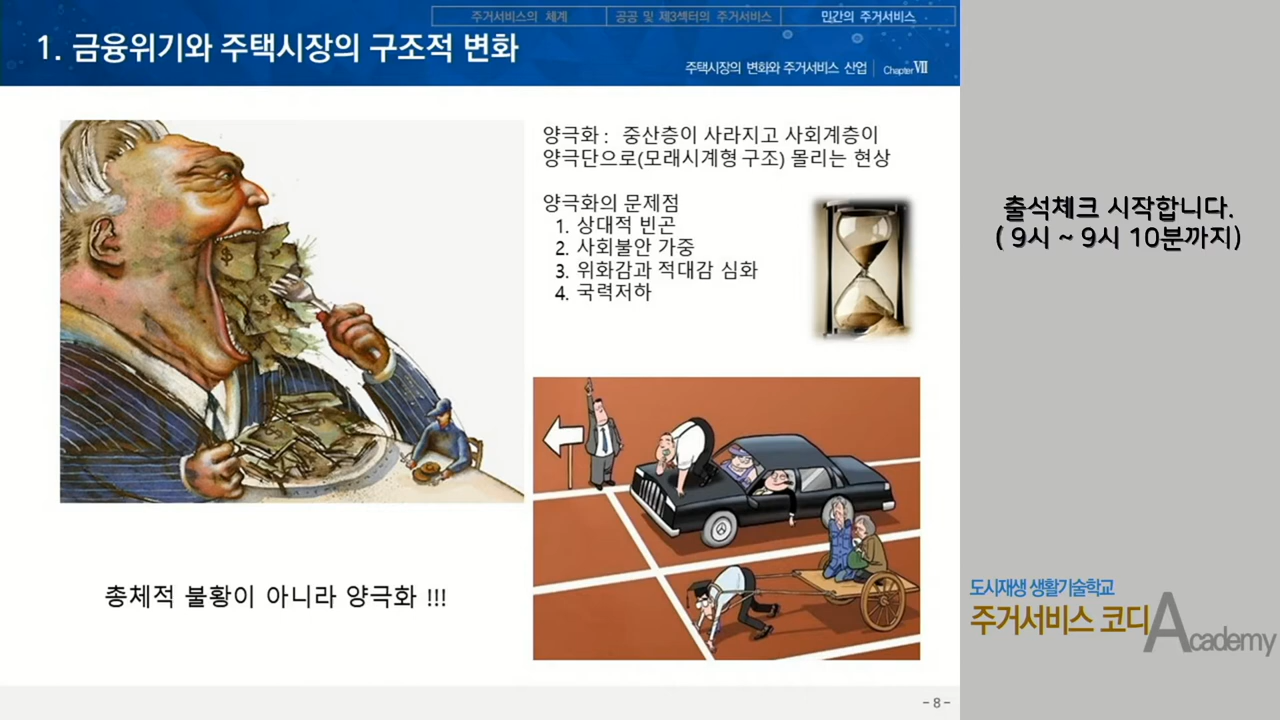 주거서비스의 체계
공공 및 제3섹터의 주거서비스
민간의 주거서비스
1. 금융위기와 주택시장의 구조적 변화
주택시장의 변화와 주거서비스 산업
Chapter Ⅶ
양극화 : 중산층이 사라지고 사회계층이
양극단으로(모래시계형 구조) 몰리는 현상
양극화의 문제점
1. 상대적 빈곤
2. 사회불안 가중
3. 위화감과 적대감 심화
4. 국력저하
총체적 불황이 아니라 양극화 !!!
- 8 -
출석체크 시작합니다.
( 9시 ~ 9시 10분까지)
도시재생 생활기술학교
주거서비스 코디 Academy